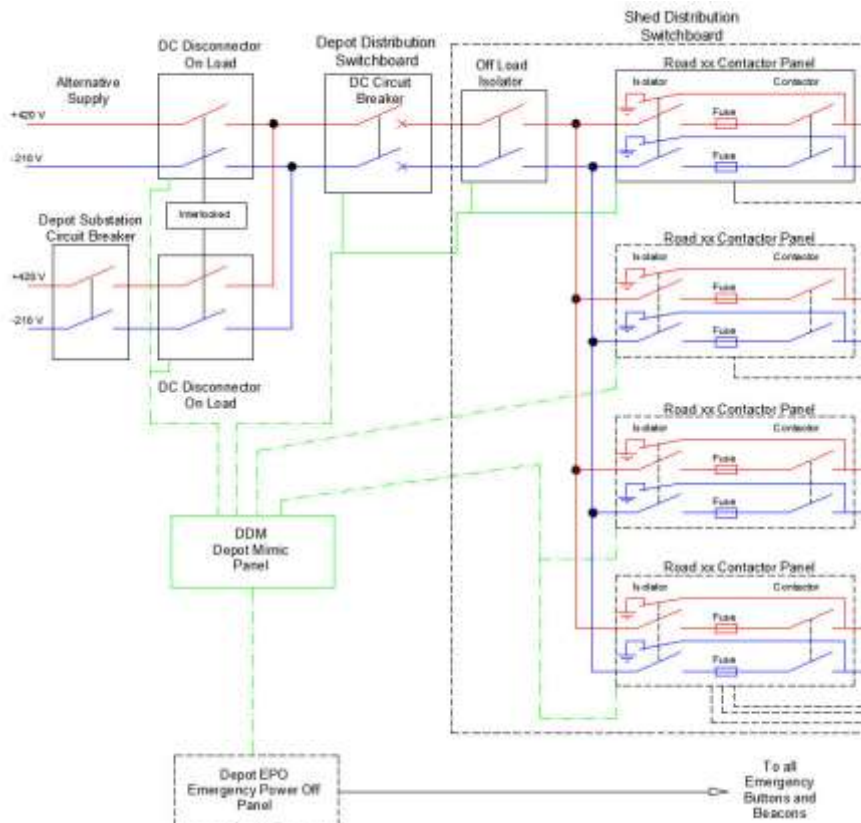 Shed Distribution
Switchboard
DC Disconnector
On Load
Depot Distribution
Switchboard
DC Circuit
Breaker
Off Load
Isolator
Road xx Contactor Panel
Isolator
Contactor
Fuse
Fuse
Alternative
Supply
+420 V
-210 V
Interlocked
Depot Substation
Circuit Breaker
+420 V
-210 V
DC Disconnector
On Load
Road xx Contactor Panel
Isolator
Contactor
Fuse
Fuse
Road xx Contactor Panel
Isolator
Contactor
Fuse
Fuse
Road xx Contactor Panel
Isolator
Contactor
Fuse
Fuse
DDM
Depot Mimic
Panel
Depot EPO
Emergency Power Off
Panel
To all
Emergency
Buttons and
Beacons